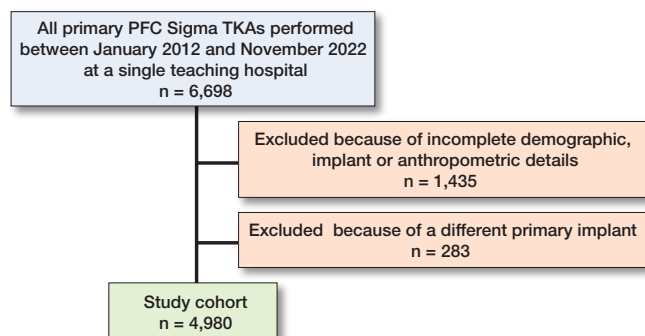 All primary PFC Sigma TKAs performed
between January 2012 and November 2022
at a single teaching hospital
n = 6,698
Excluded because of incomplete demographic,
implant or anthropometric details
n = 1,435
Excluded because of a different primary implant
n = 283
Study cohort
n = 4,980